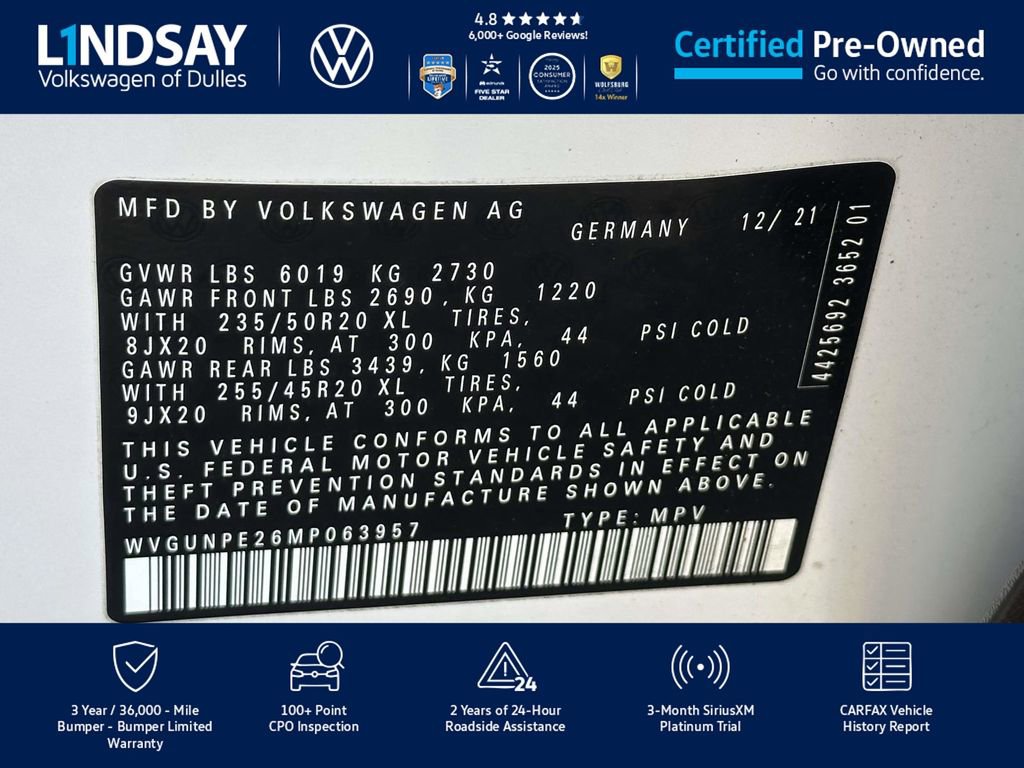 L1NDSAY
Volkswagen of Dulles
4.8
6,000+ Google Reviews!
FIVE STAR
DEALER
2025
CONSUMER
SATISFACTION
AWARD
WOLFSBURG
14x Winner
Certified Pre-Owned
Go with confidence.
MFD BY VOLKSWAGEN AG
GERMANY 12/ 21
GVWR LBS 6019 KG 2730
GAWR FRONT LBS 2690, KG 1220
WITH 235/50R20 XL TIRES,
8JX20 RIMS, AT 300 KPA, 44 PSI COLD
GAWR REAR LBS 3439, KG 1560
WITH 255/45R20 XL TIRES,
9JX20 RIMS, AT 300 KPA, 44 PSI COLD
THIS VEHICLE CONFORMS TO ALL APPLICABLE
U.S. FEDERAL MOTOR VEHICLE SAFETY AND
THEFT PREVENTION STANDARDS IN EFFECT ON
THE DATE OF MANUFACTURE SHOWN ABOVE.
WVGUNPE26MP063957 TYPE: MPV
4425692 3652 01
3 Year / 36,000 - Mile
Bumper - Bumper Limited
Warranty
100+ Point
CPO Inspection
24
2 Years of 24-Hour
Roadside Assistance
3-Month SiriusXM
Platinum Trial
CARFAX Vehicle
History Report